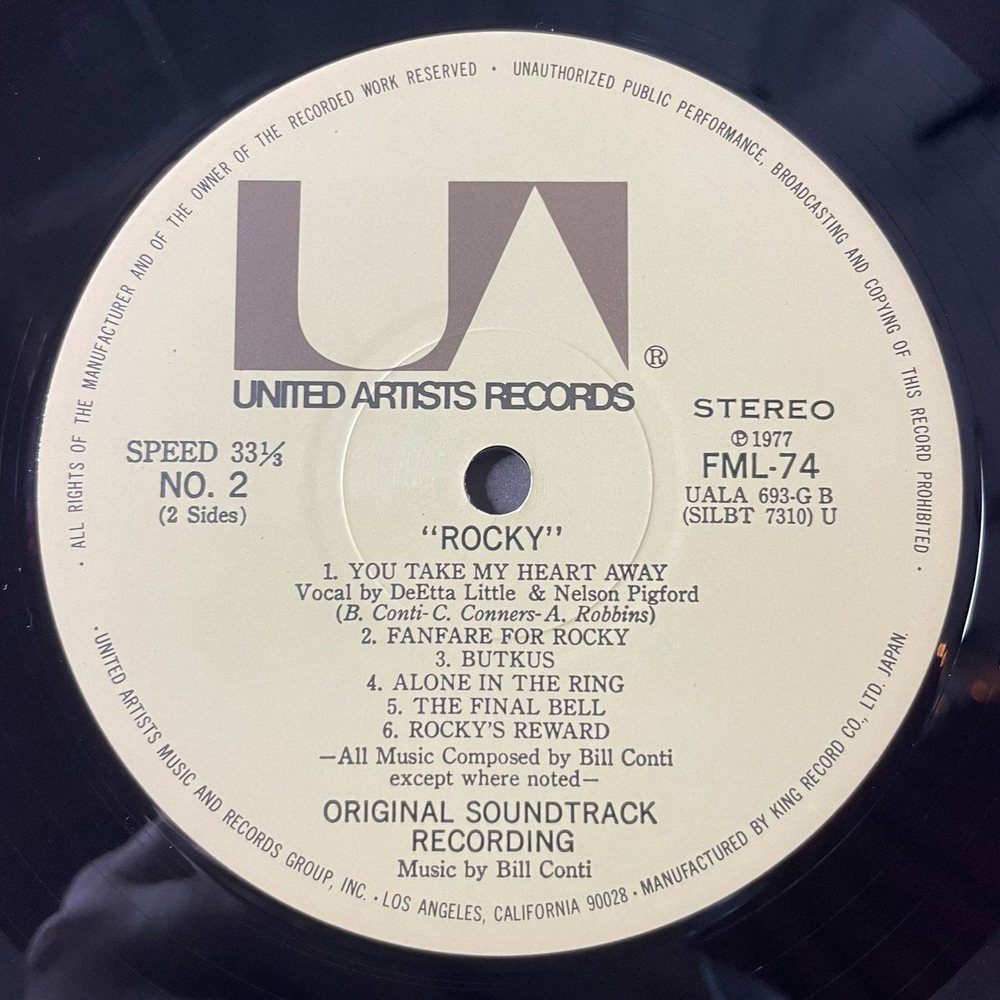 ALL RIGHTS OF THE MANUFACTURER AND OF THE OWNER OF THE RECORDED WORK RESERVED · UNAUTHORIZED PUBLIC PERFORMANCE, BROADCASTING AND COPYING OF THIS RECORD PROHIBITED
UA ®
UNITED ARTISTS RECORDS
STEREO
SPEED 33⅓
NO. 2
(2 Sides)
℗ 1977
FML-74
UALA 693-G B
(SILBT 7310) U
"ROCKY"
1. YOU TAKE MY HEART AWAY
Vocal by DeEtta Little & Nelson Pigford
(B. Conti-C. Conners-A. Robbins)
2. FANFARE FOR ROCKY
3. BUTKUS
4. ALONE IN THE RING
5. THE FINAL BELL
6. ROCKY'S REWARD
—All Music Composed by Bill Conti
except where noted—
ORIGINAL SOUNDTRACK
RECORDING
Music by Bill Conti
·UNITED ARTISTS MUSIC AND RECORDS GROUP, INC. · LOS ANGELES, CALIFORNIA 90028 · MANUFACTURED BY KING RECORD CO., LTD. JAPAN.